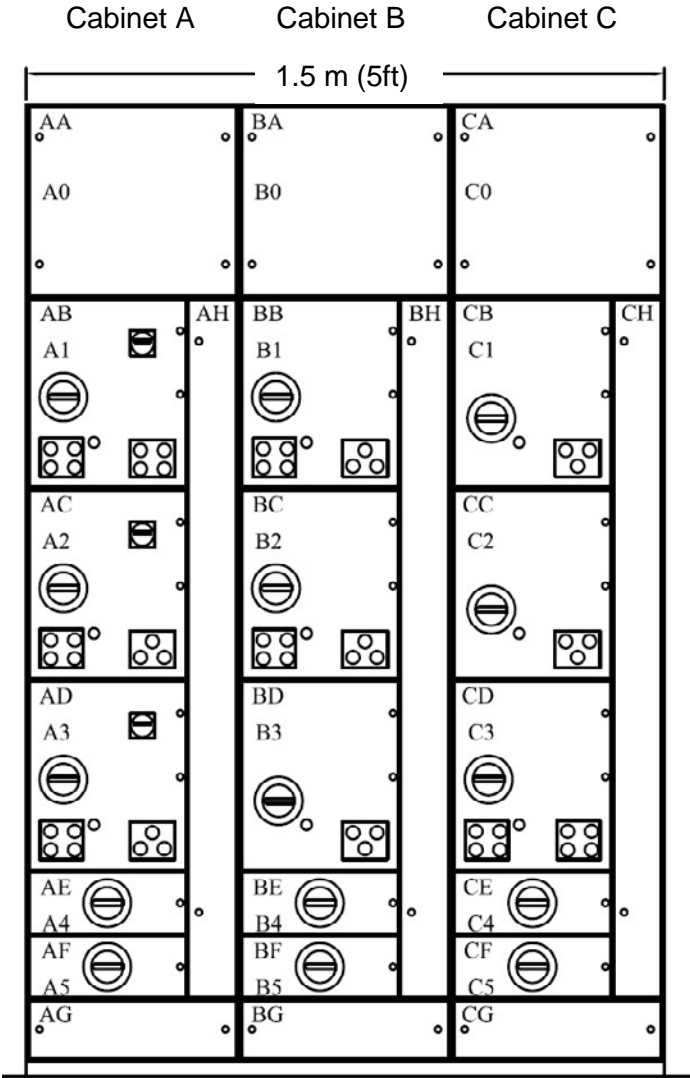 Cabinet A Cabinet B Cabinet C
1.5 m (5ft)
AA BA CA
A0 B0 C0
AB AH BB BH CB CH
A1 B1 C1
AC BC CC
A2 B2 C2
AD BD CD
A3 B3 C3
AE BE CE
A4 B4 C4
AF BF CF
A5 B5 C5
AG BG CG